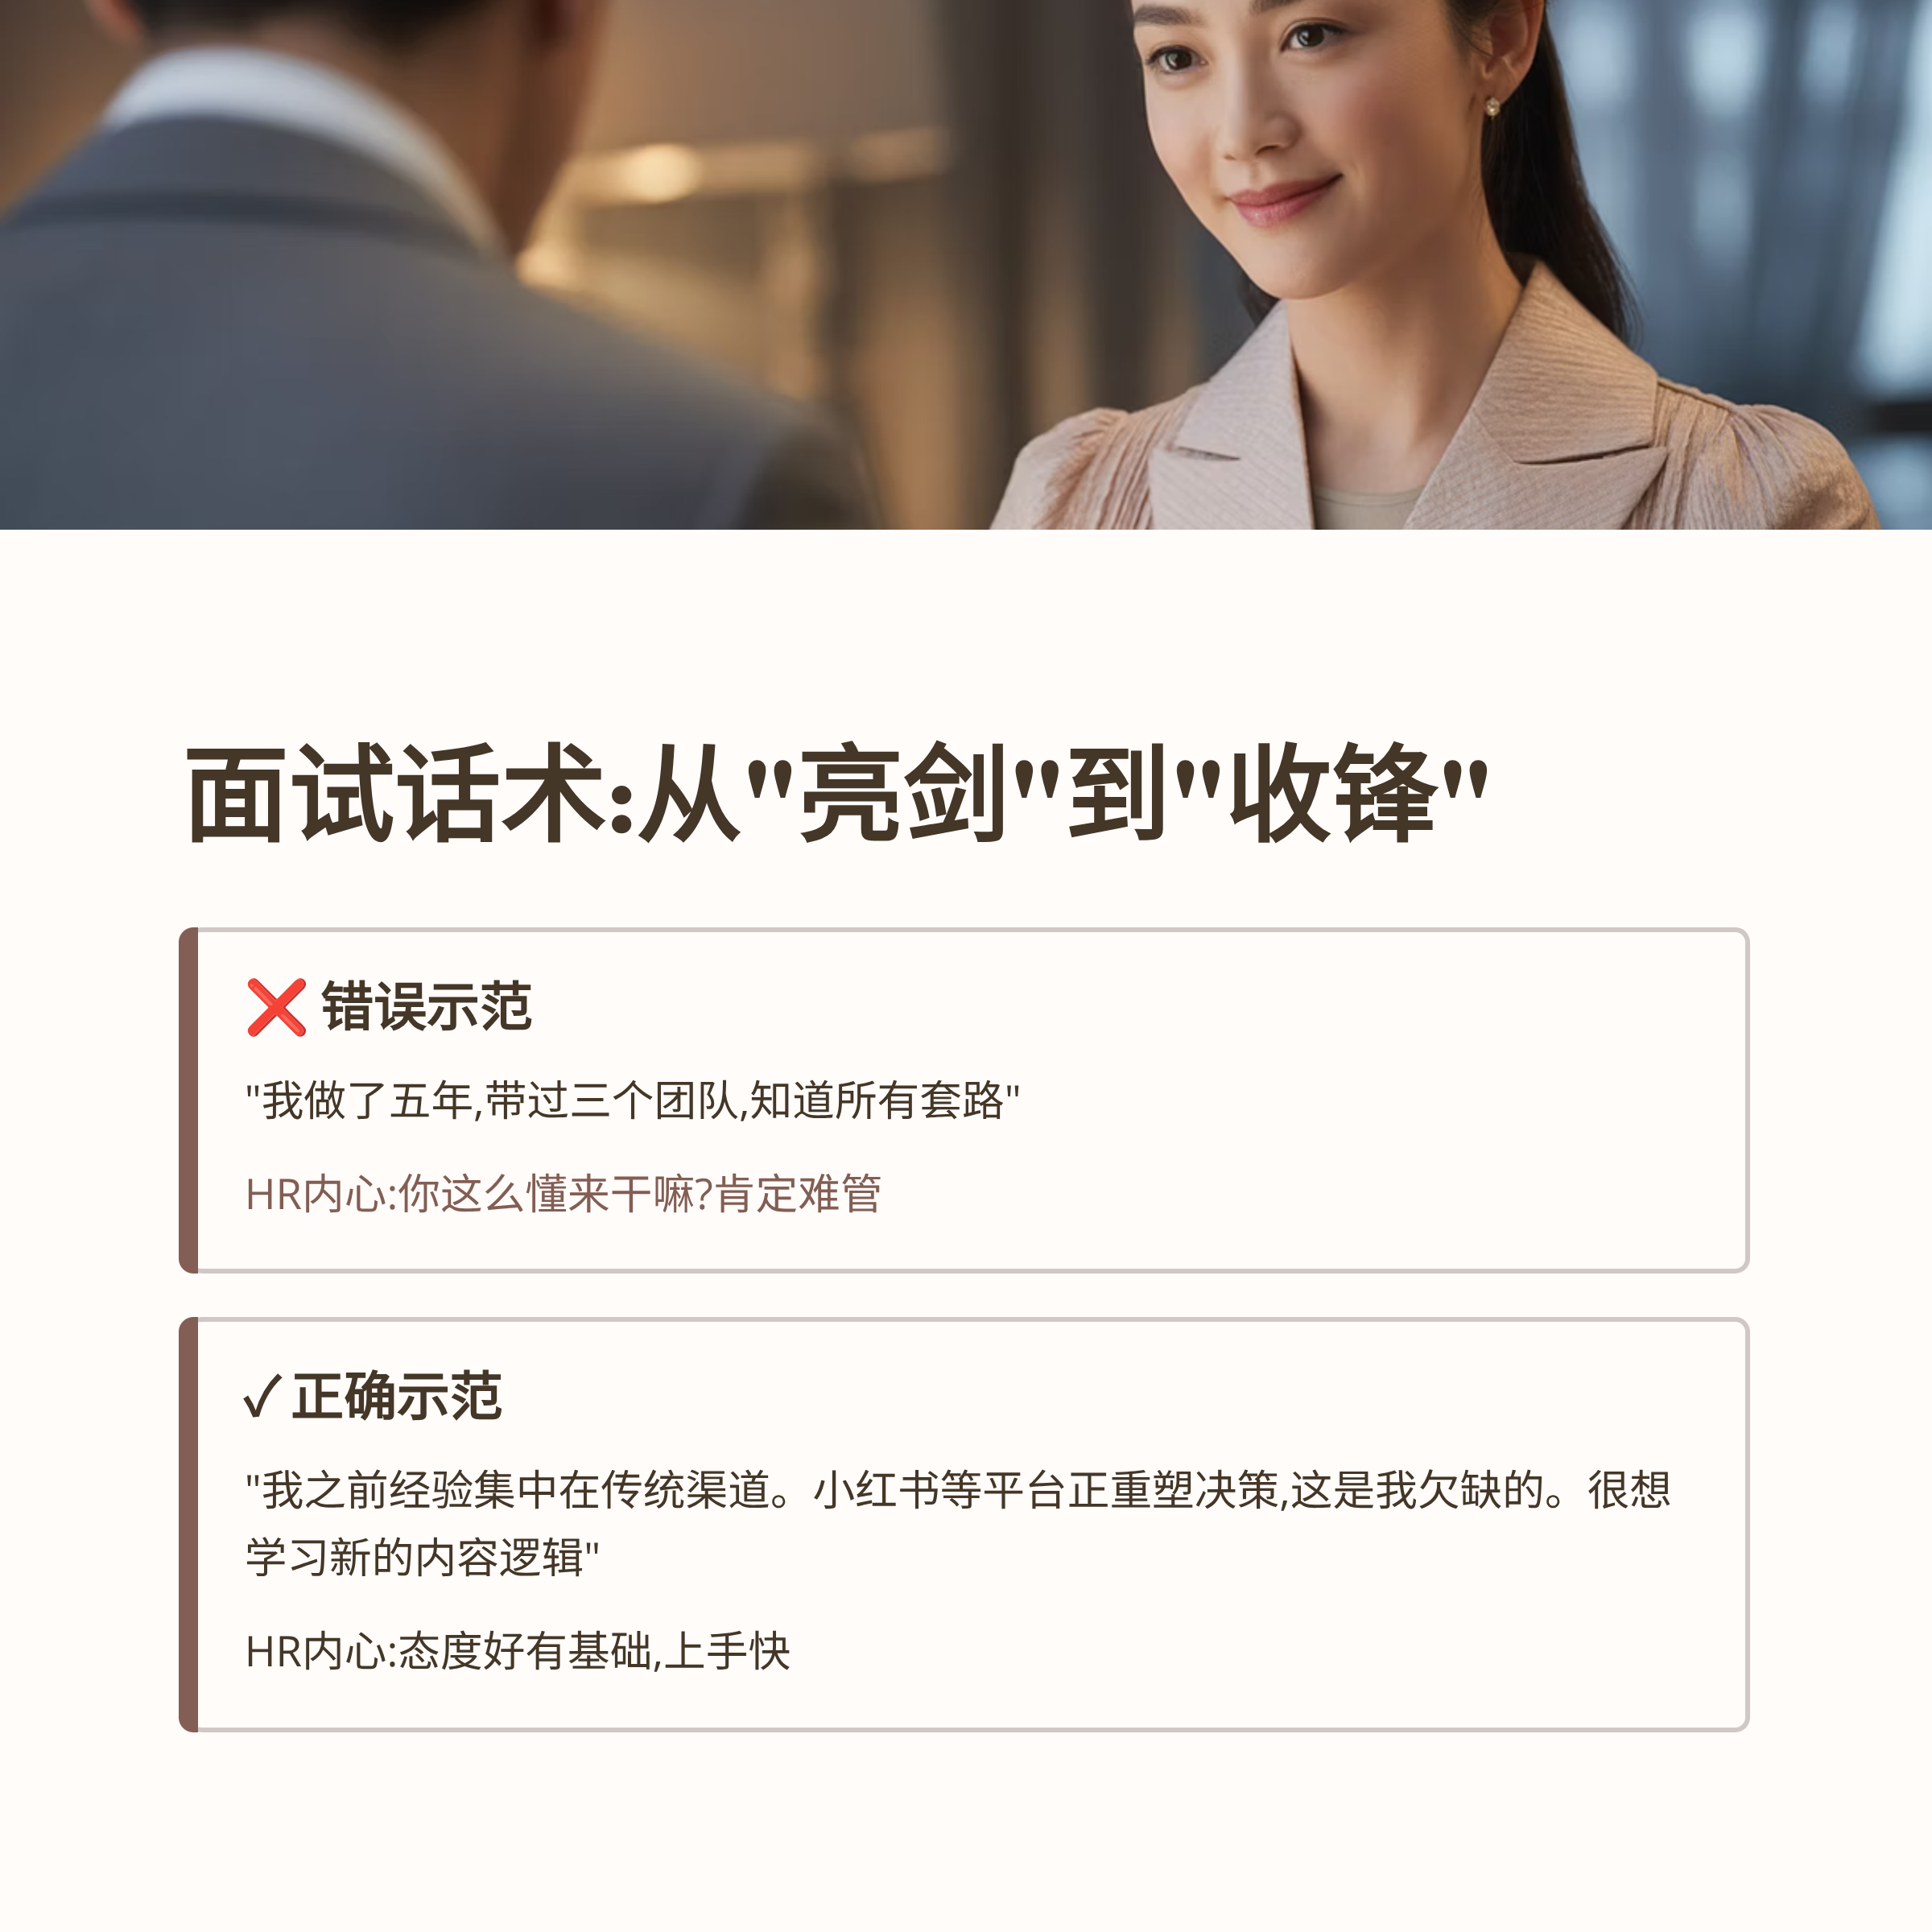 面试话术:从"亮剑"到"收锋"
❌ 错误示范
"我做了五年,带过三个团队,知道所有套路"
HR内心:你这么懂来干嘛?肯定难管
✓ 正确示范
"我之前经验集中在传统渠道。小红书等平台正重塑决策,这是我欠缺的。很想
学习新的内容逻辑"
HR内心:态度好有基础,上手快